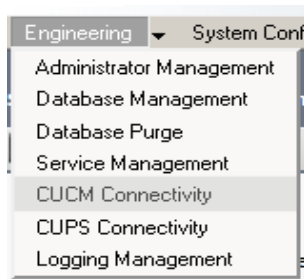 Engineering System Conf
Administrator Management
Database Management
Database Purge
Service Management
CUCM Connectivity
CUPS Connectivity
Logging Management